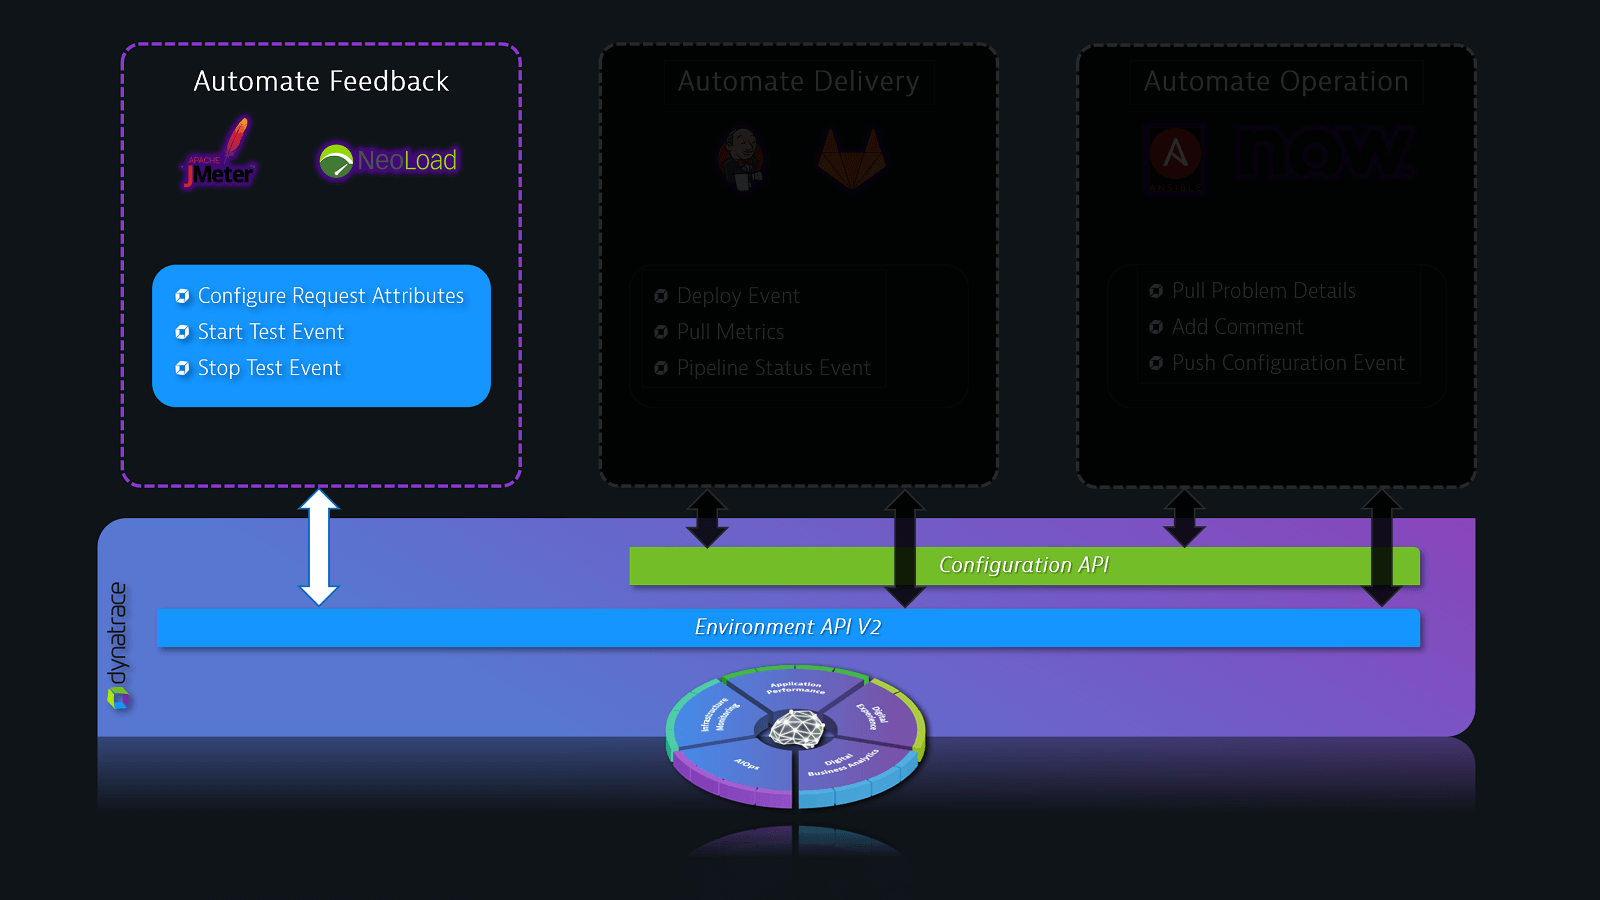 Automate Feedback
APACHE
JMeter
NeoLoad
Configure Request Attributes
Start Test Event
Stop Test Event
Automate Delivery
Deploy Event
Pull Metrics
Pipeline Status Event
Automate Operation
A
ANSIBLE
now.
Pull Problem Details
Add Comment
Push Configuration Event
Configuration API
Environment API V2
dynatrace
Application
Performance
Infrastructure
Monitoring
Digital
Experience
AIOps
Digital
Business Analytics